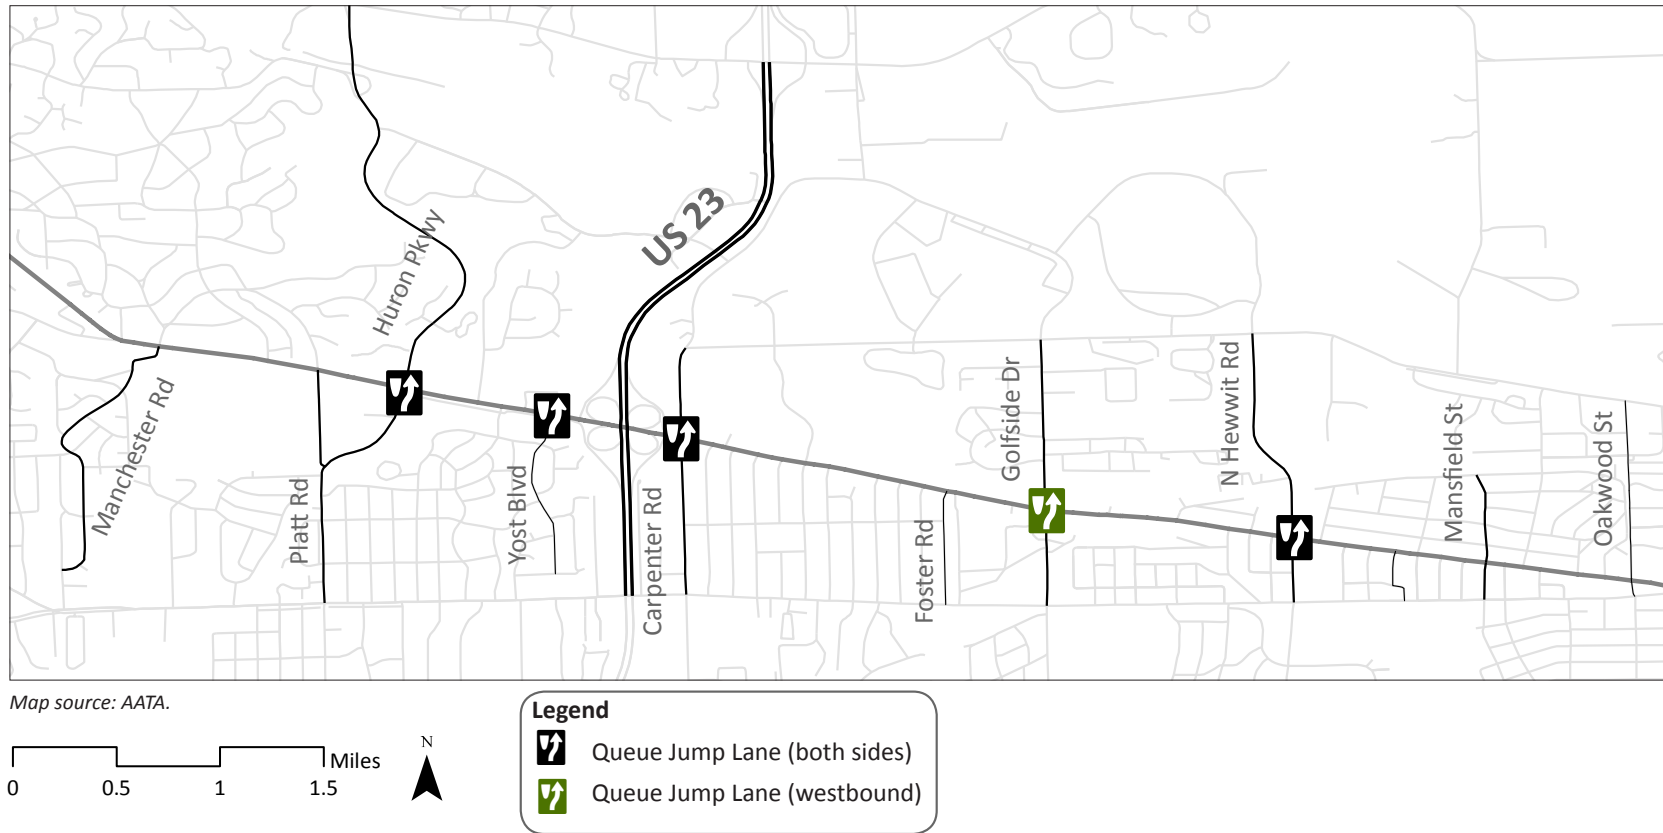 US 23
Huron Pkwy
Manchester Rd
Platt Rd
Yost Blvd
Carpenter Rd
Foster Rd
Golfside Dr
N Hewwit Rd
Mansfield St
Oakwood St
Map source: AATA.
Miles
0 0.5 1 1.5
N
Legend
Queue Jump Lane (both sides)
Queue Jump Lane (westbound)